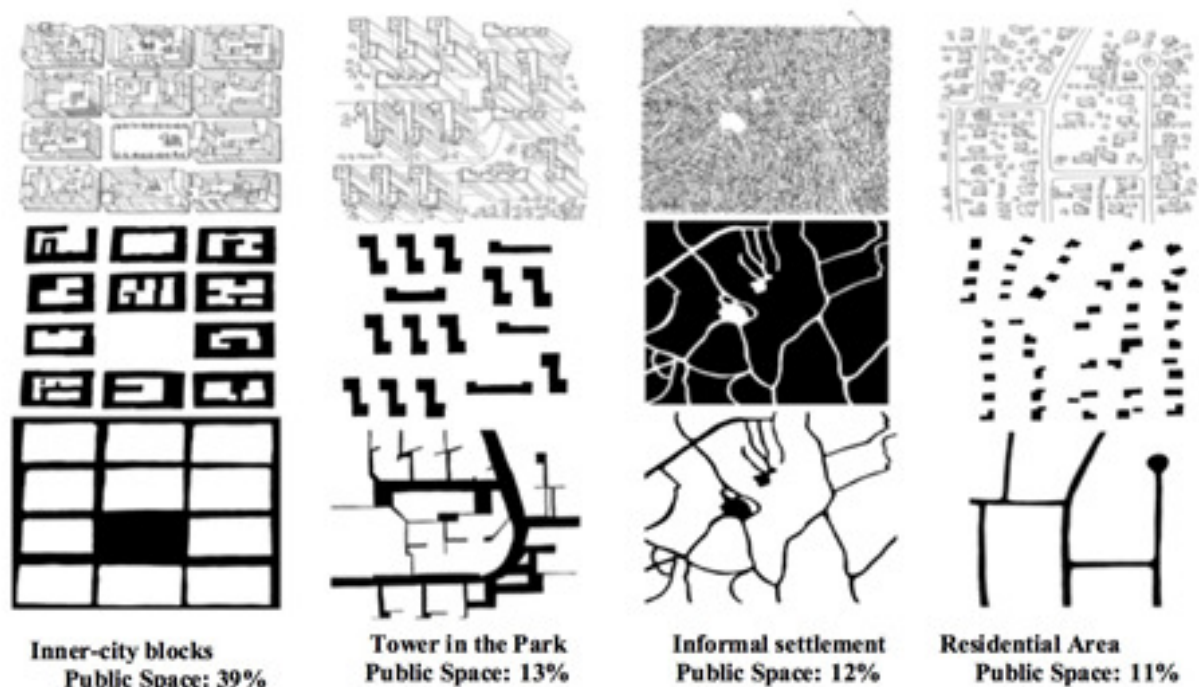 Inner-city blocks
Public Space: 39%
Tower in the Park
Public Space: 13%
Informal settlement
Public Space: 12%
Residential Area
Public Space: 11%